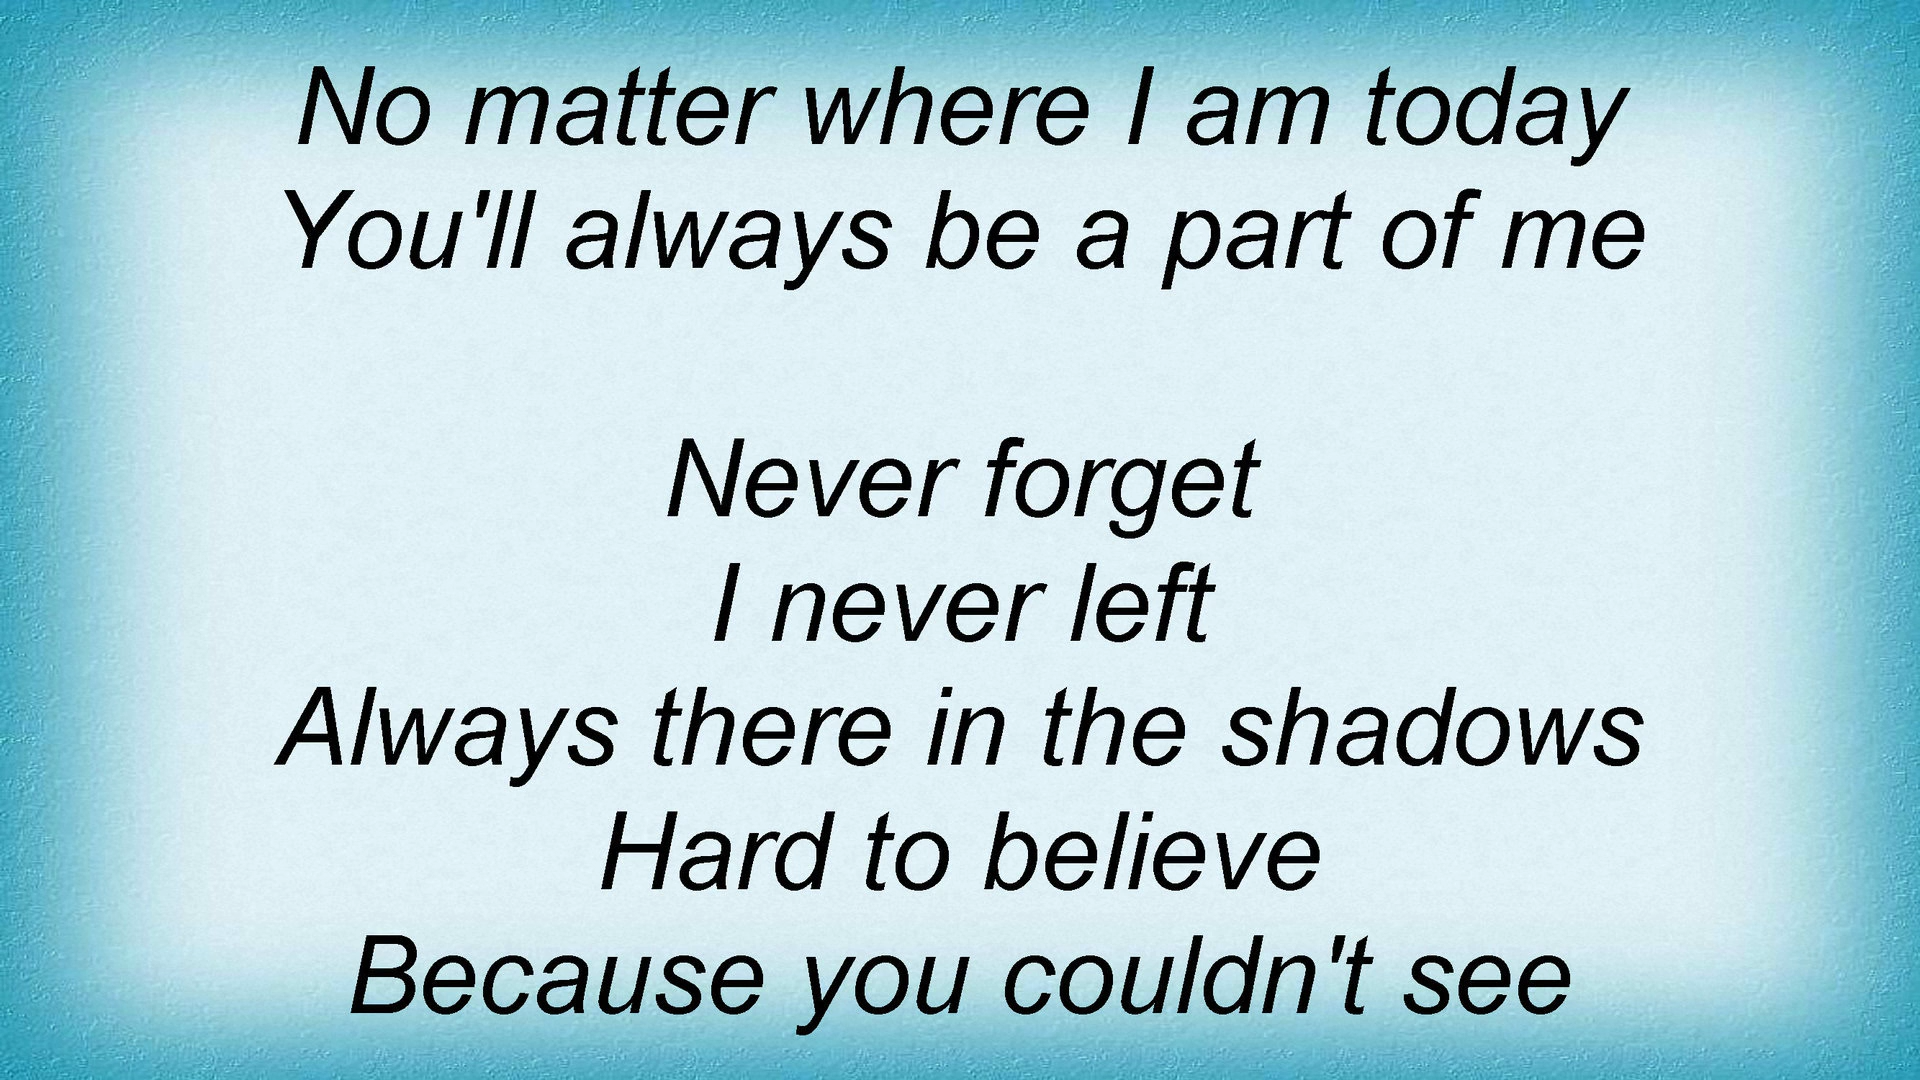 No matter where I am today
You'll always be a part of me
Never forget
I never left
Always there in the shadows
Hard to believe
Because you couldn't see